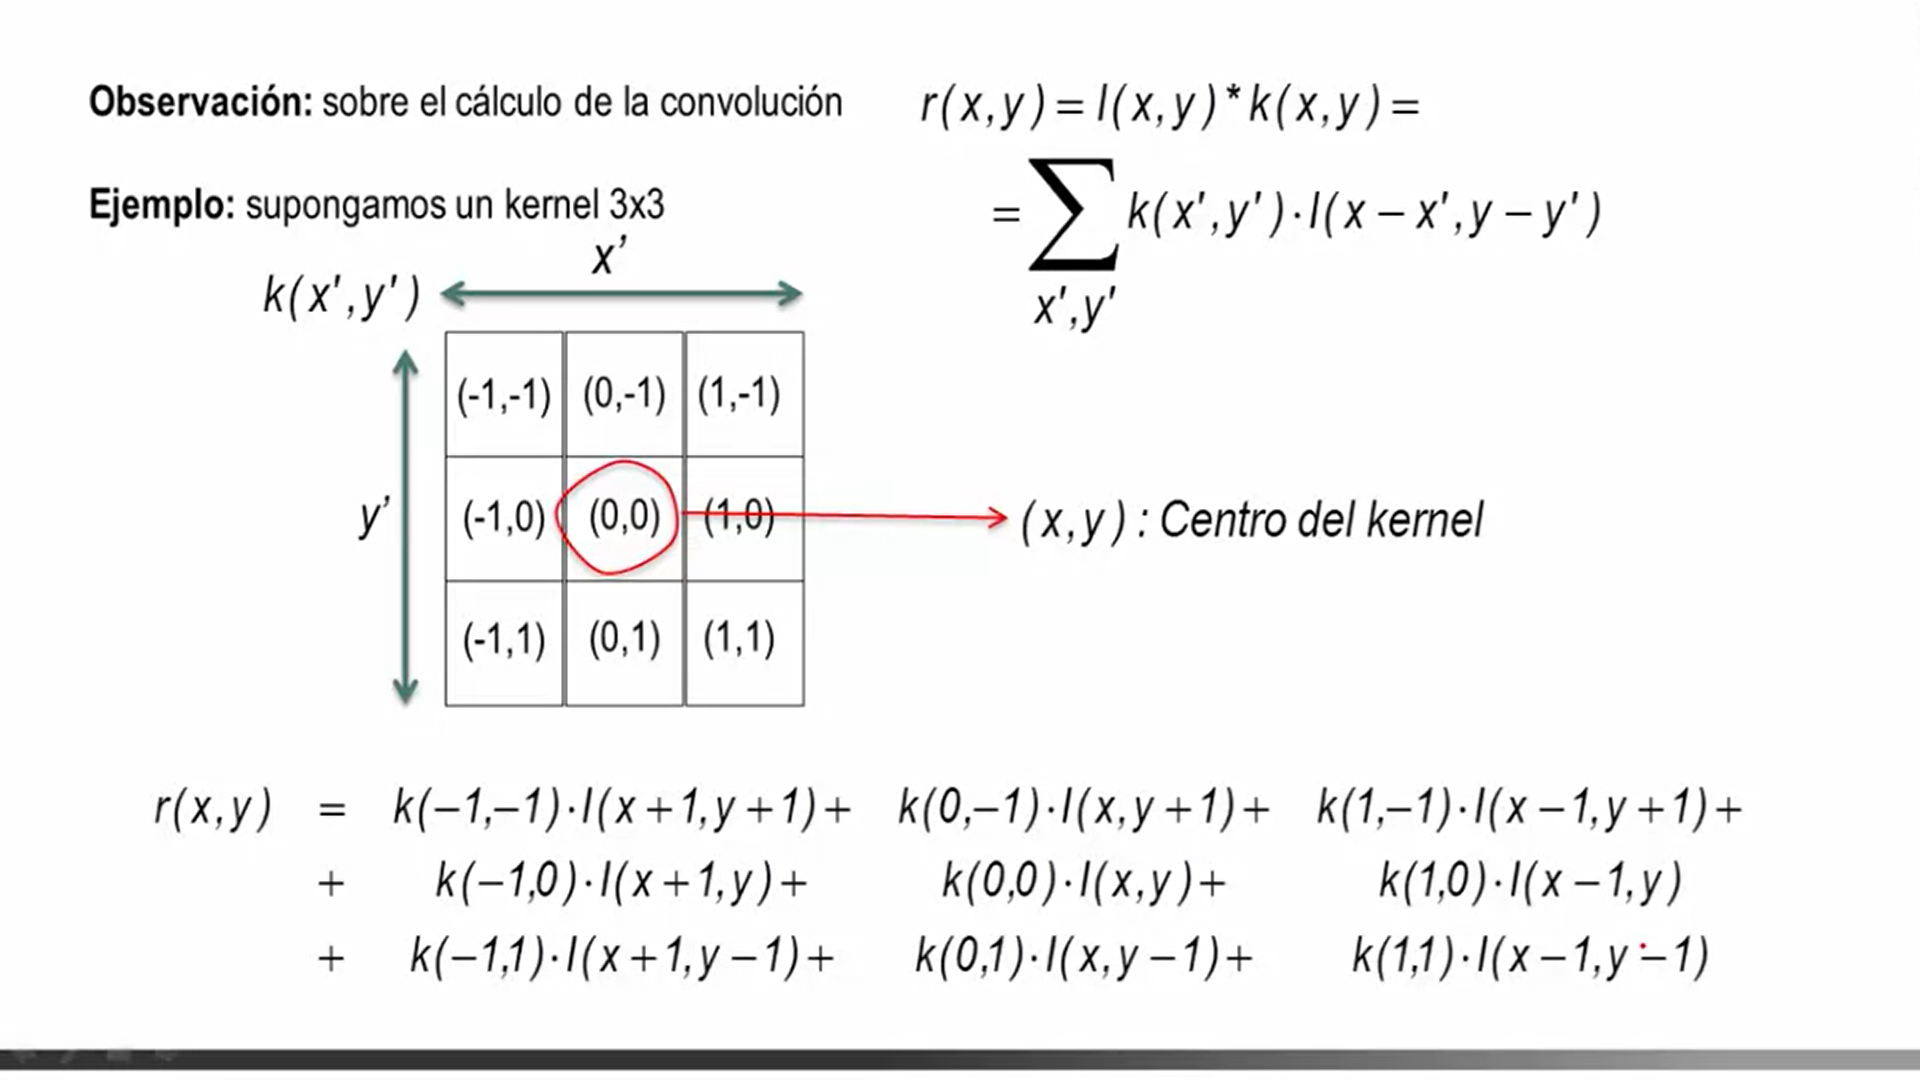 Observación: sobre el cálculo de la convolución
r(x,y)=I(x,y)*k(x,y)=
=∑k(x',y')·I(x−x',y−y')
x',y'
Ejemplo: supongamos un kernel 3x3
x’
k(x',y')
(-1,-1) (0,-1) (1,-1)
y’ (-1,0) (0,0) (1,0) (x,y): Centro del kernel
(-1,1) (0,1) (1,1)
r(x,y) = k(−1,−1)·I(x+1,y+1)+ k(0,−1)·I(x,y+1)+ k(1,−1)·I(x−1,y+1)+
+ k(−1,0)·I(x+1,y)+ k(0,0)·I(x,y)+ k(1,0)·I(x−1,y)
+ k(−1,1)·I(x+1,y−1)+ k(0,1)·I(x,y−1)+ k(1,1)·I(x−1,y−1)